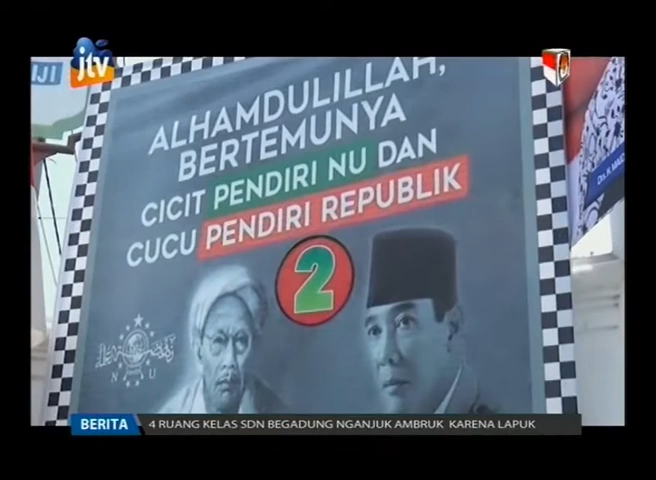 IJI
jtv
ALHAMDULILLAH,
BERTEMUNYA
CICIT PENDIRI NU DAN
CUCU PENDIRI REPUBLIK
2
N U
BERITA
4 RUANG KELAS SDN BEGADUNG NGANJUK AMBRUK KARENA LAPUK